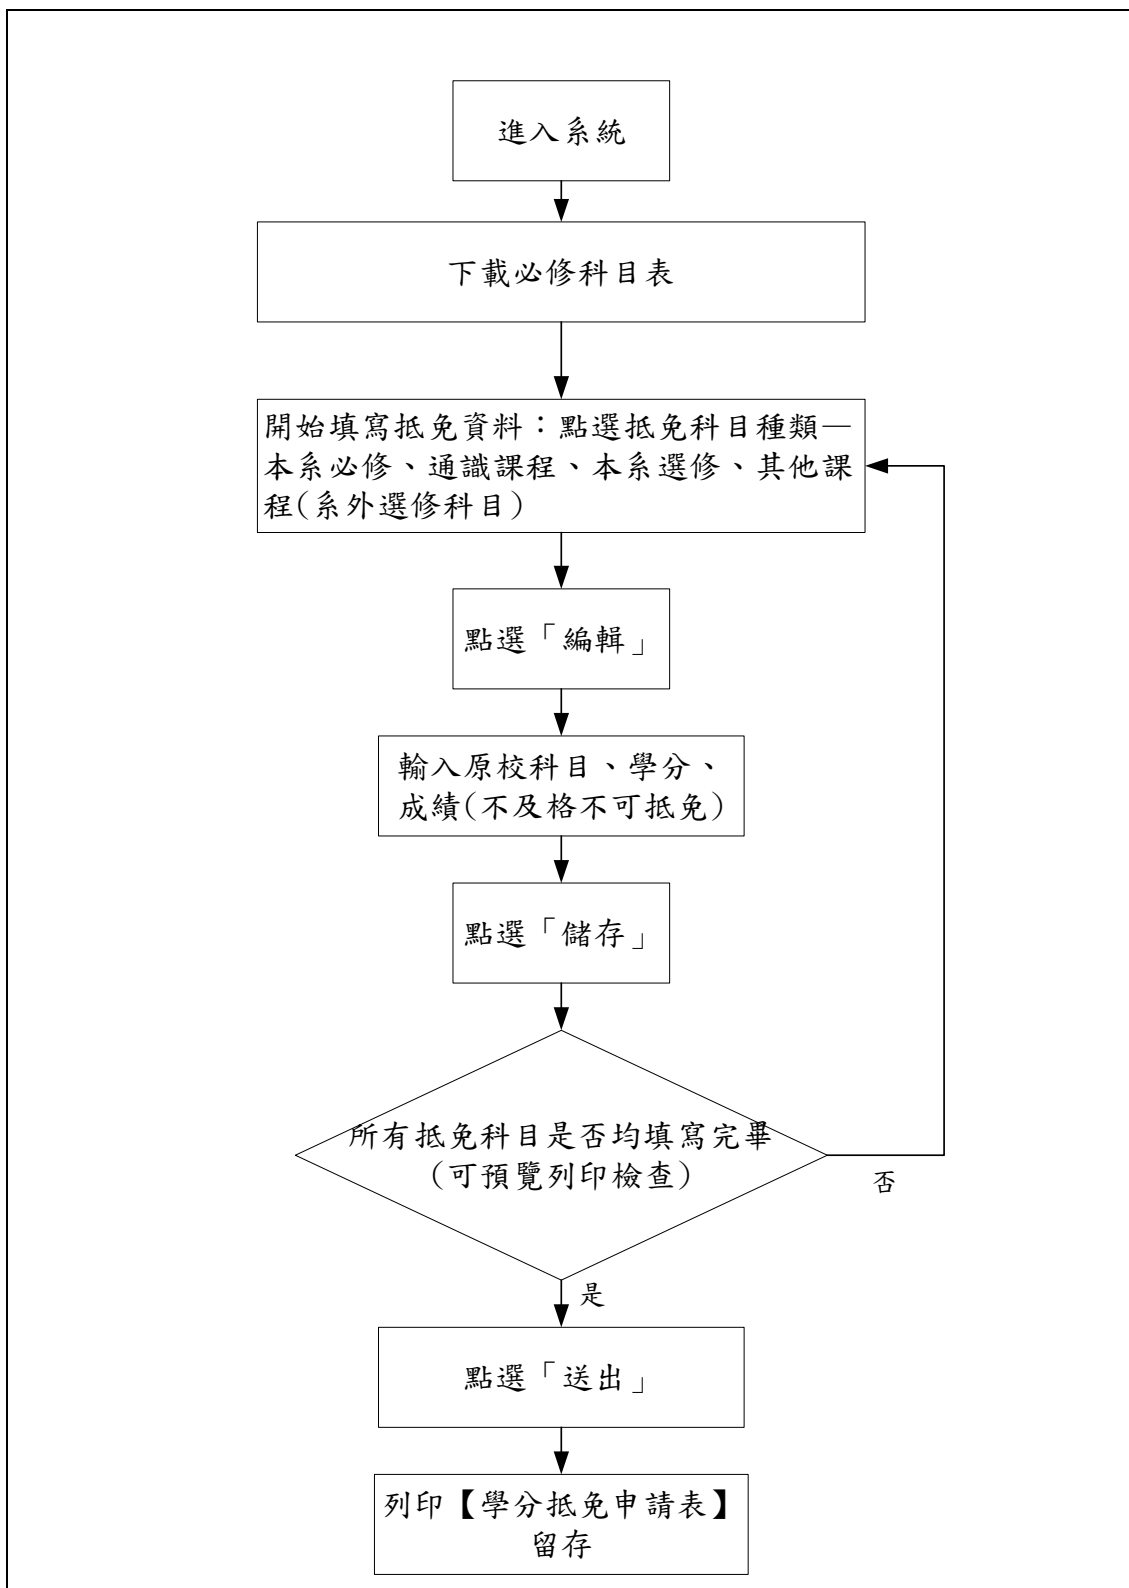 進入系統
下載必修科目表
開始填寫抵免資料：點選抵免科目種類—
本系必修、通識課程、本系選修、其他課
程(系外選修科目)
點選「編輯」
輸入原校科目、學分、
成績(不及格不可抵免)
點選「儲存」
所有抵免科目是否均填寫完畢
(可預覽列印檢查)
否
是
點選「送出」
列印【學分抵免申請表】
留存